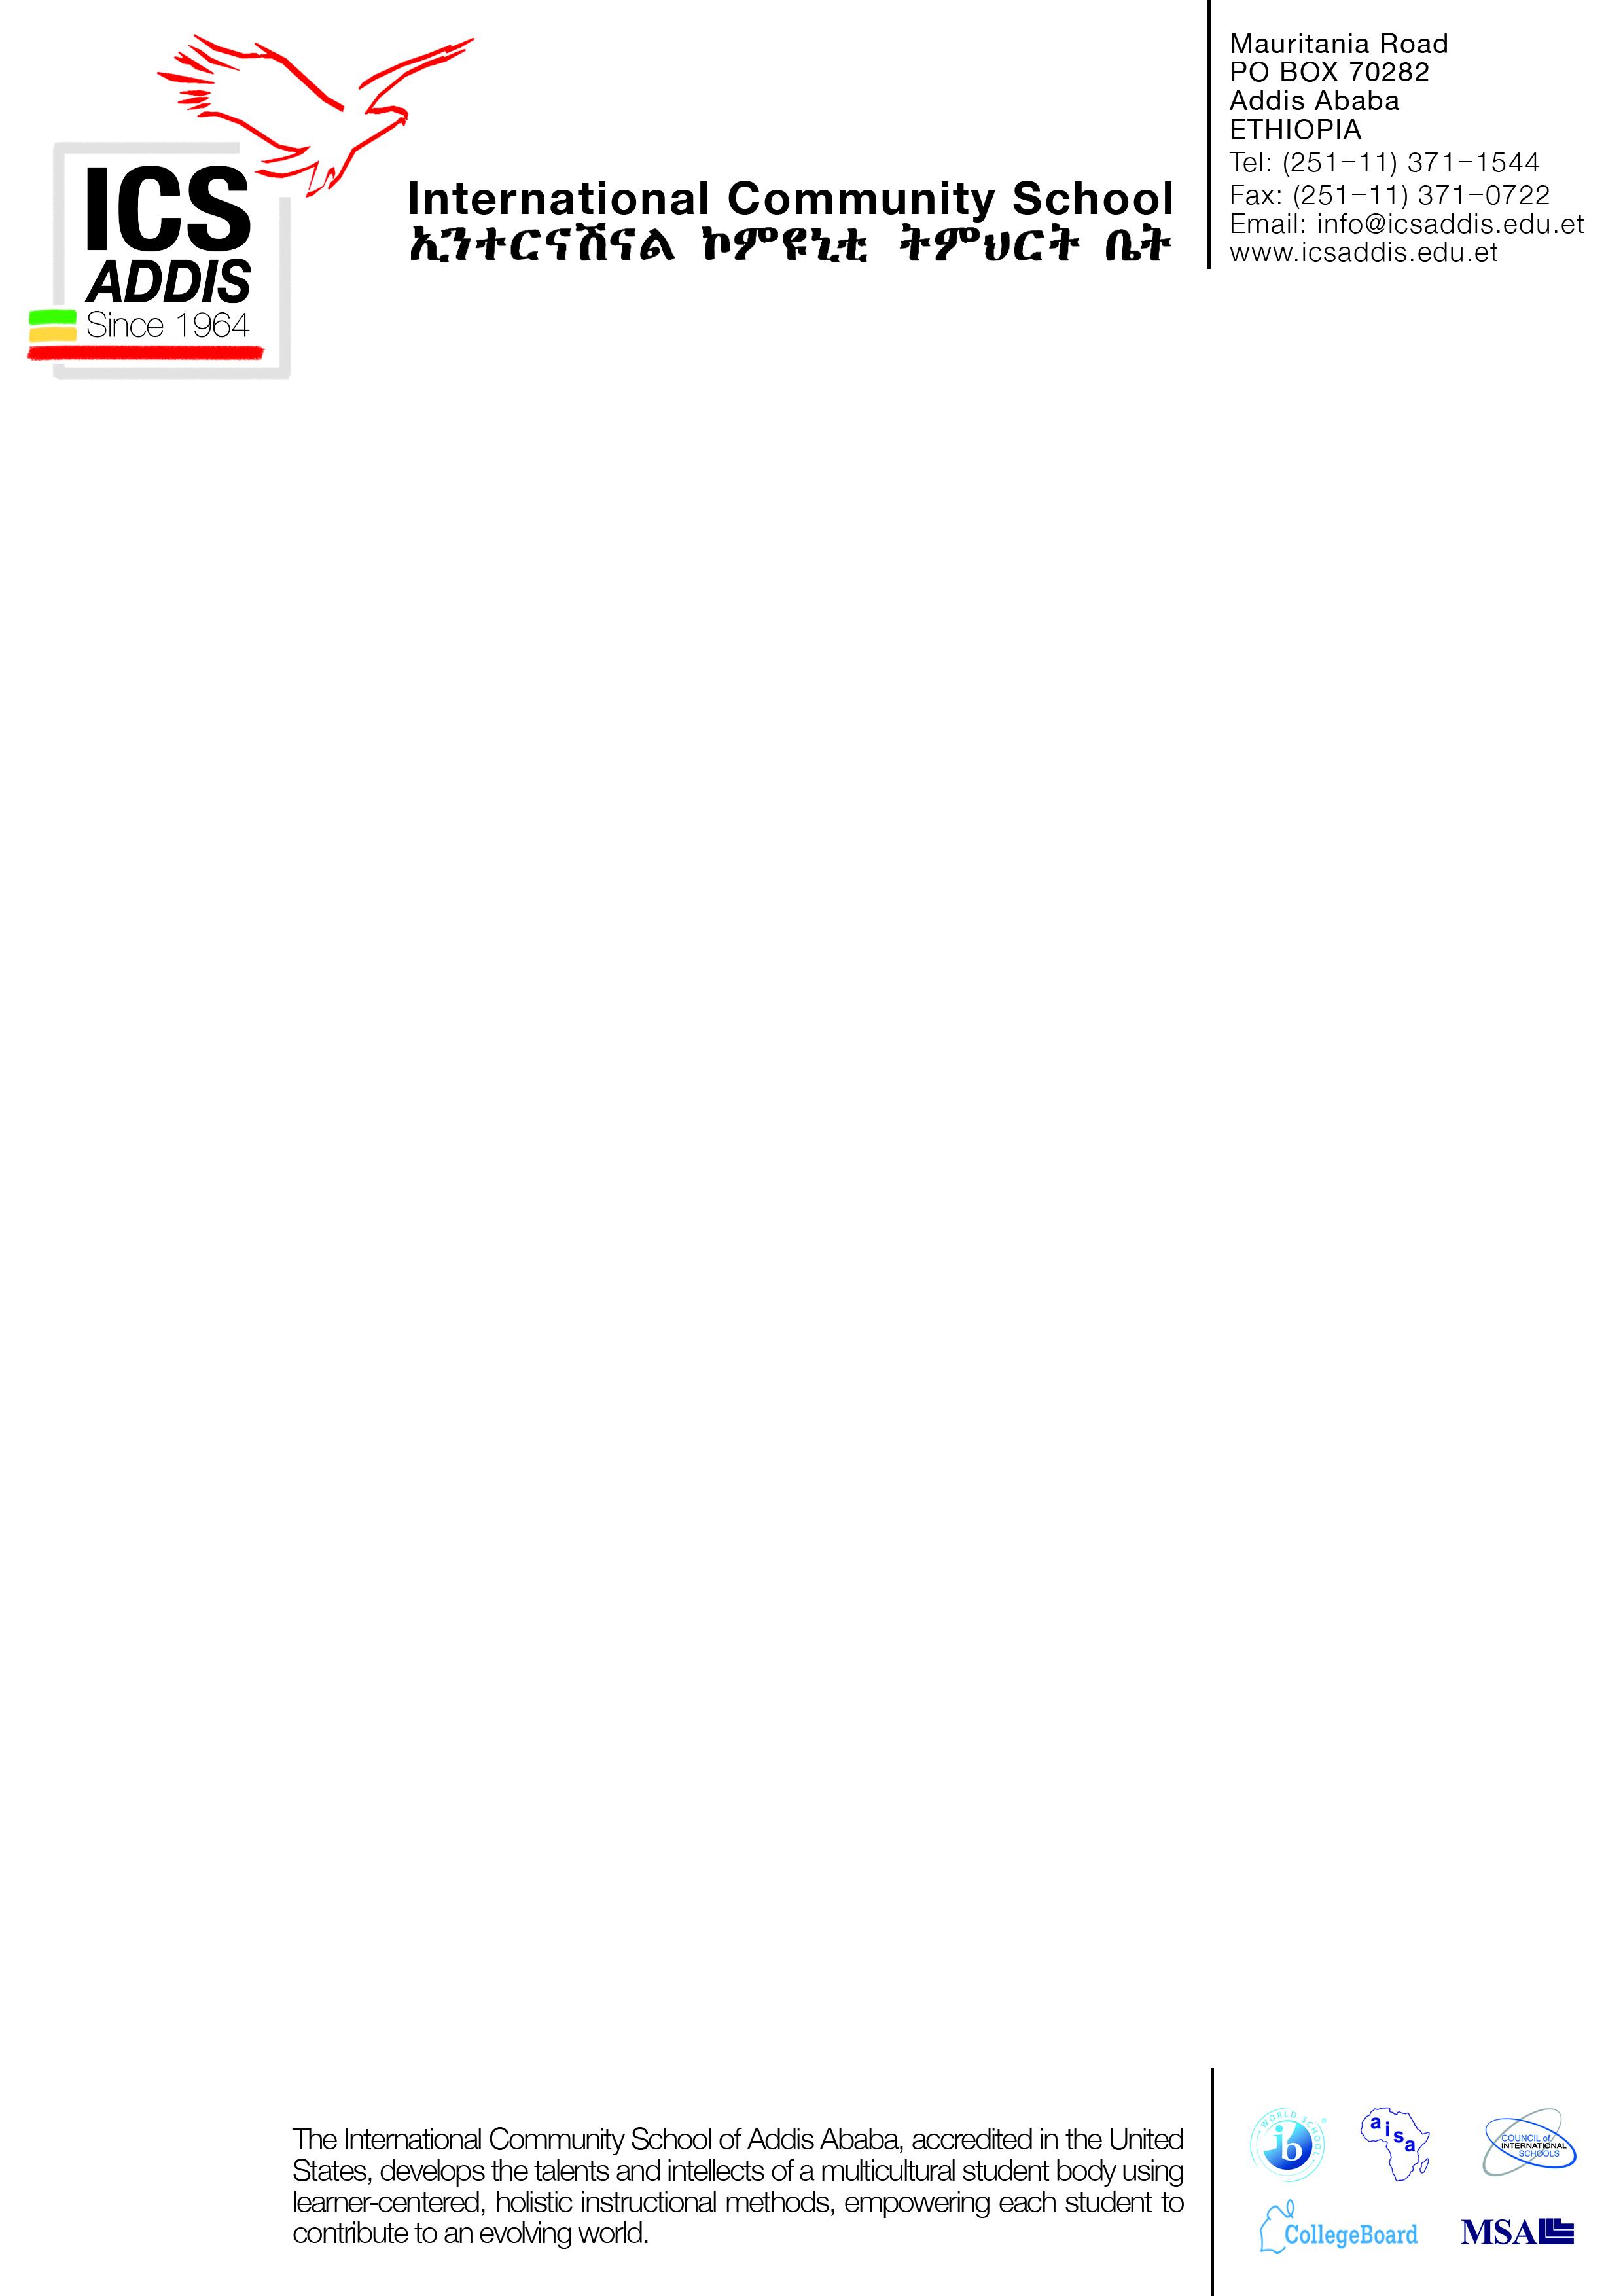 ICS
ADDIS
Since 1964
International Community School
ኢንተርናሽናል ኮምዩኒቲ ትምህርት ቤት
Mauritania Road
PO BOX 70282
Addis Ababa
ETHIOPIA
Tel: (251-11) 371-1544
Fax: (251-11) 371-0722
Email: info@icsaddis.edu.et
www.icsaddis.edu.et
The International Community School of Addis Ababa, accredited in the United
States, develops the talents and intellects of a multicultural student body using
learner-centered, holistic instructional methods, empowering each student to
contribute to an evolving world.
WORLD SCHOOL ®
ib
aisa
COUNCIL of
INTERNATIONAL
SCHOOLS
CollegeBoard
MSA